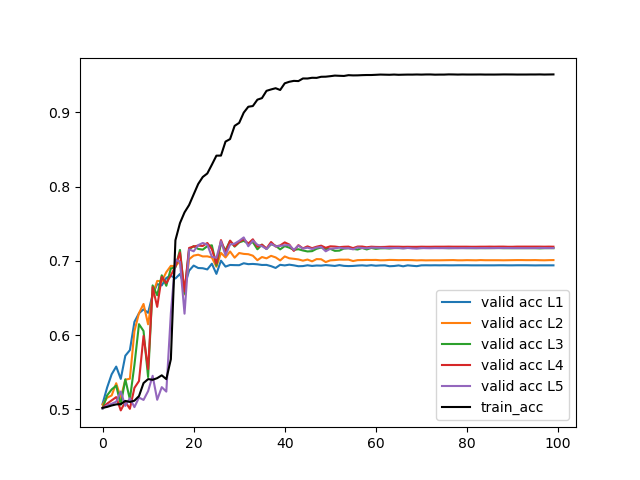 0.9
0.8
0.7
0.6
0.5
0 20 40 60 80 100
valid acc L1
valid acc L2
valid acc L3
valid acc L4
valid acc L5
train_acc